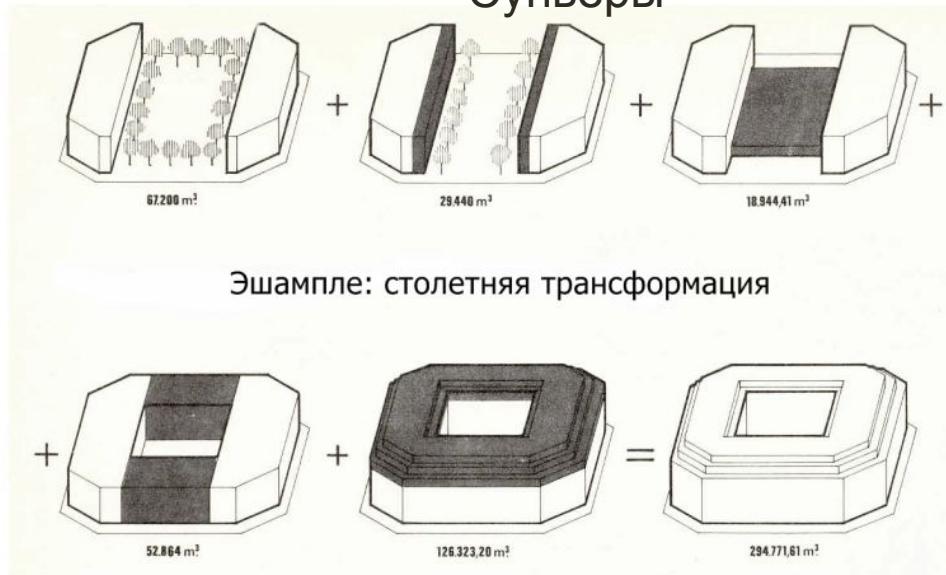 67.200 m³
+
29.440 m³
+
18.944,41 m³
+
Эшампле: столетняя трансформация
+
52.864 m³
+
126.323,20 m³
=
294.771,61 m³